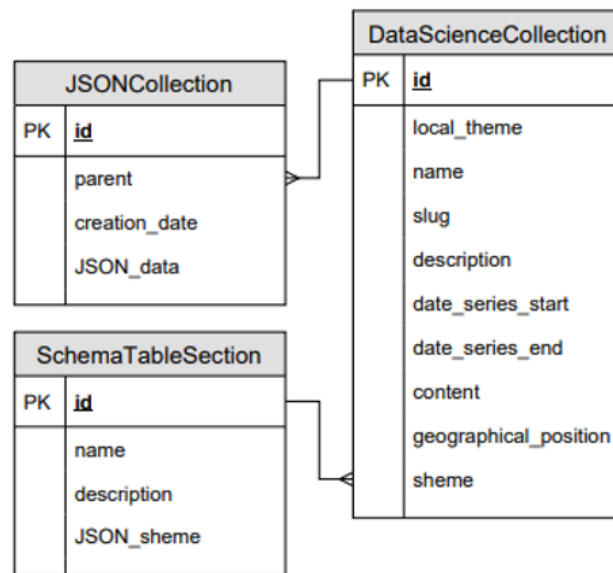 JSONCollection
PK id
parent
creation_date
JSON_data
SchemaTableSection
PK id
name
description
JSON_sheme
DataScienceCollection
PK id
local_theme
name
slug
description
date_series_start
date_series_end
content
geographical_position
sheme